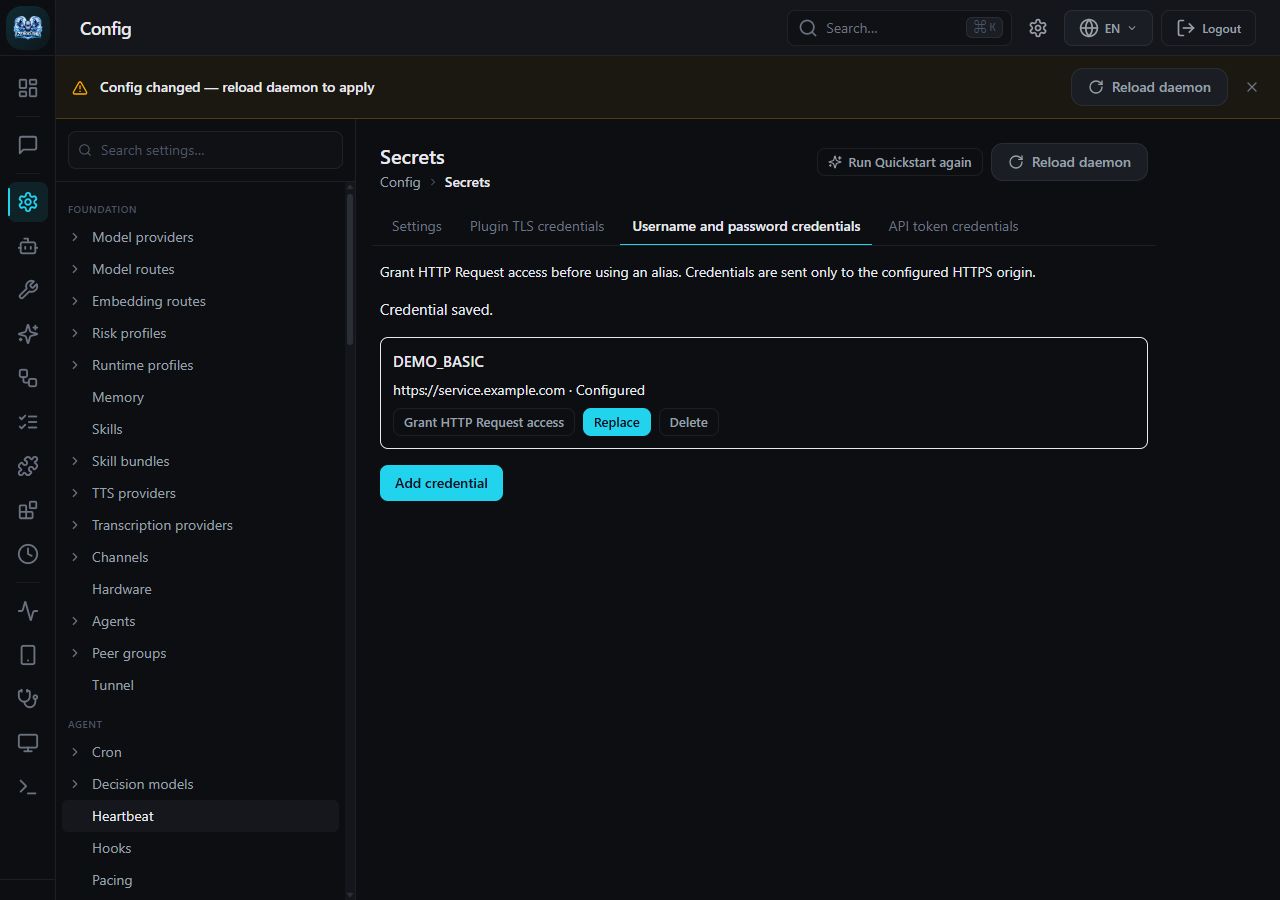 Config
Search...
⌘K
EN
Logout
Config changed — reload daemon to apply
Reload daemon
Search settings...
FOUNDATION
Model providers
Model routes
Embedding routes
Risk profiles
Runtime profiles
Memory
Skills
Skill bundles
TTS providers
Transcription providers
Channels
Hardware
Agents
Peer groups
Tunnel
AGENT
Cron
Decision models
Heartbeat
Hooks
Pacing
Secrets
Config > Secrets
Run Quickstart again
Reload daemon
Settings
Plugin TLS credentials
Username and password credentials
API token credentials
Grant HTTP Request access before using an alias. Credentials are sent only to the configured HTTPS origin.
Credential saved.
DEMO_BASIC
https://service.example.com · Configured
Grant HTTP Request access
Replace
Delete
Add credential